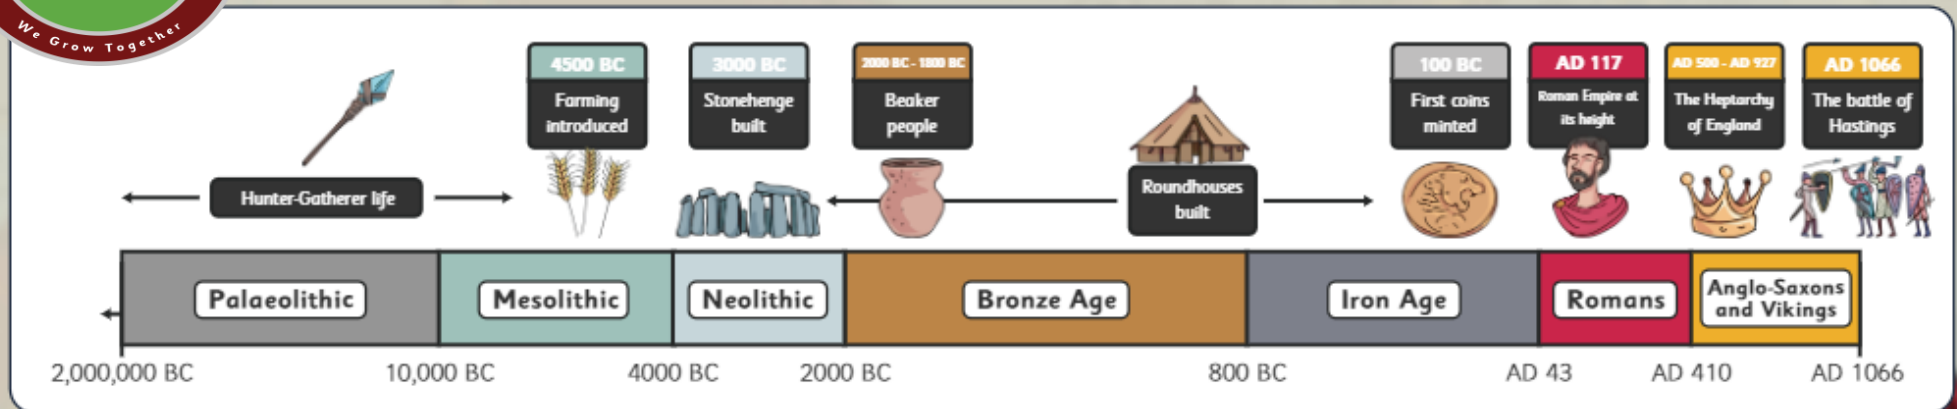 We Grow Together
4500 BC
Farming
introduced
3000 BC
Stonehenge
built
2000 BC - 1800 BC
Beaker
people
100 BC
First coins
minted
AD 117
Roman Empire at
its height
AD 500 - AD 927
The Heptarchy
of England
AD 1066
The battle of
Hastings
Hunter-Gatherer life
Roundhouses
built
Palaeolithic
Mesolithic
Neolithic
Bronze Age
Iron Age
Romans
Anglo-Saxons
and Vikings
2,000,000 BC
10,000 BC
4000 BC
2000 BC
800 BC
AD 43
AD 410
AD 1066